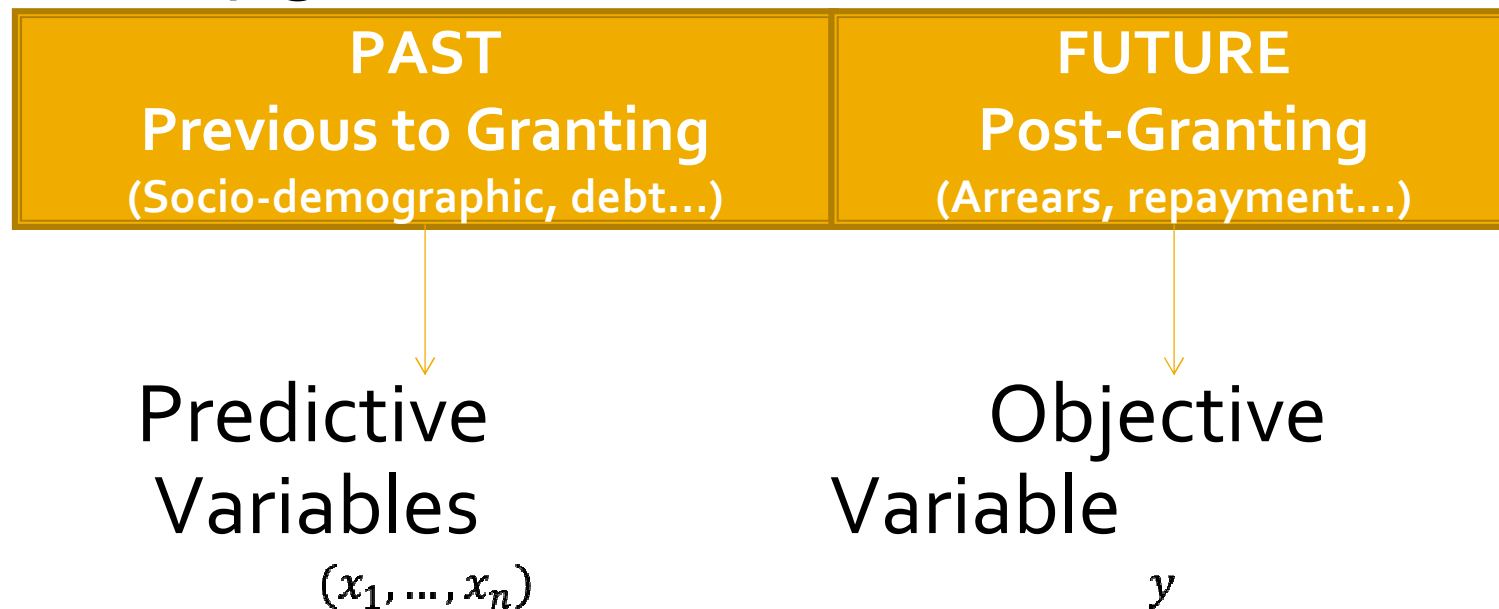 PAST
Previous to Granting
(Socio-demographic, debt...)
FUTURE
Post-Granting
(Arrears, repayment...)
Predictive
Variables
(x₁, ..., xₙ)
Objective
Variable
y